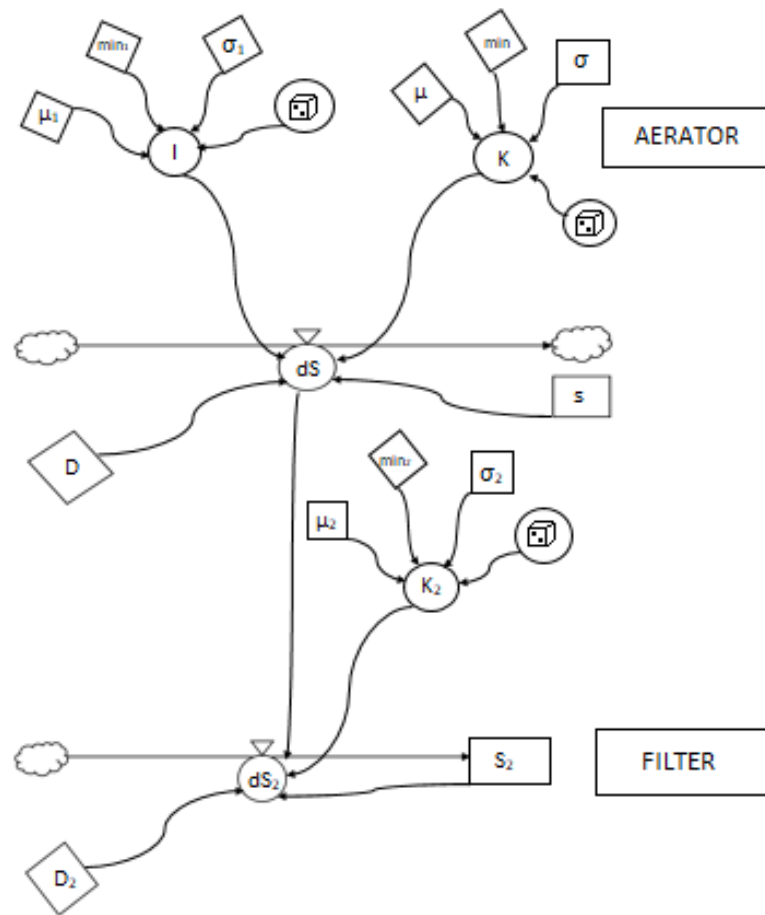 min₁
σ₁
min
σ
μ₁
μ
I
K
AERATOR
dS
s
D
min₂
σ₂
μ₂
K₂
dS₂
S₂
FILTER
D₂